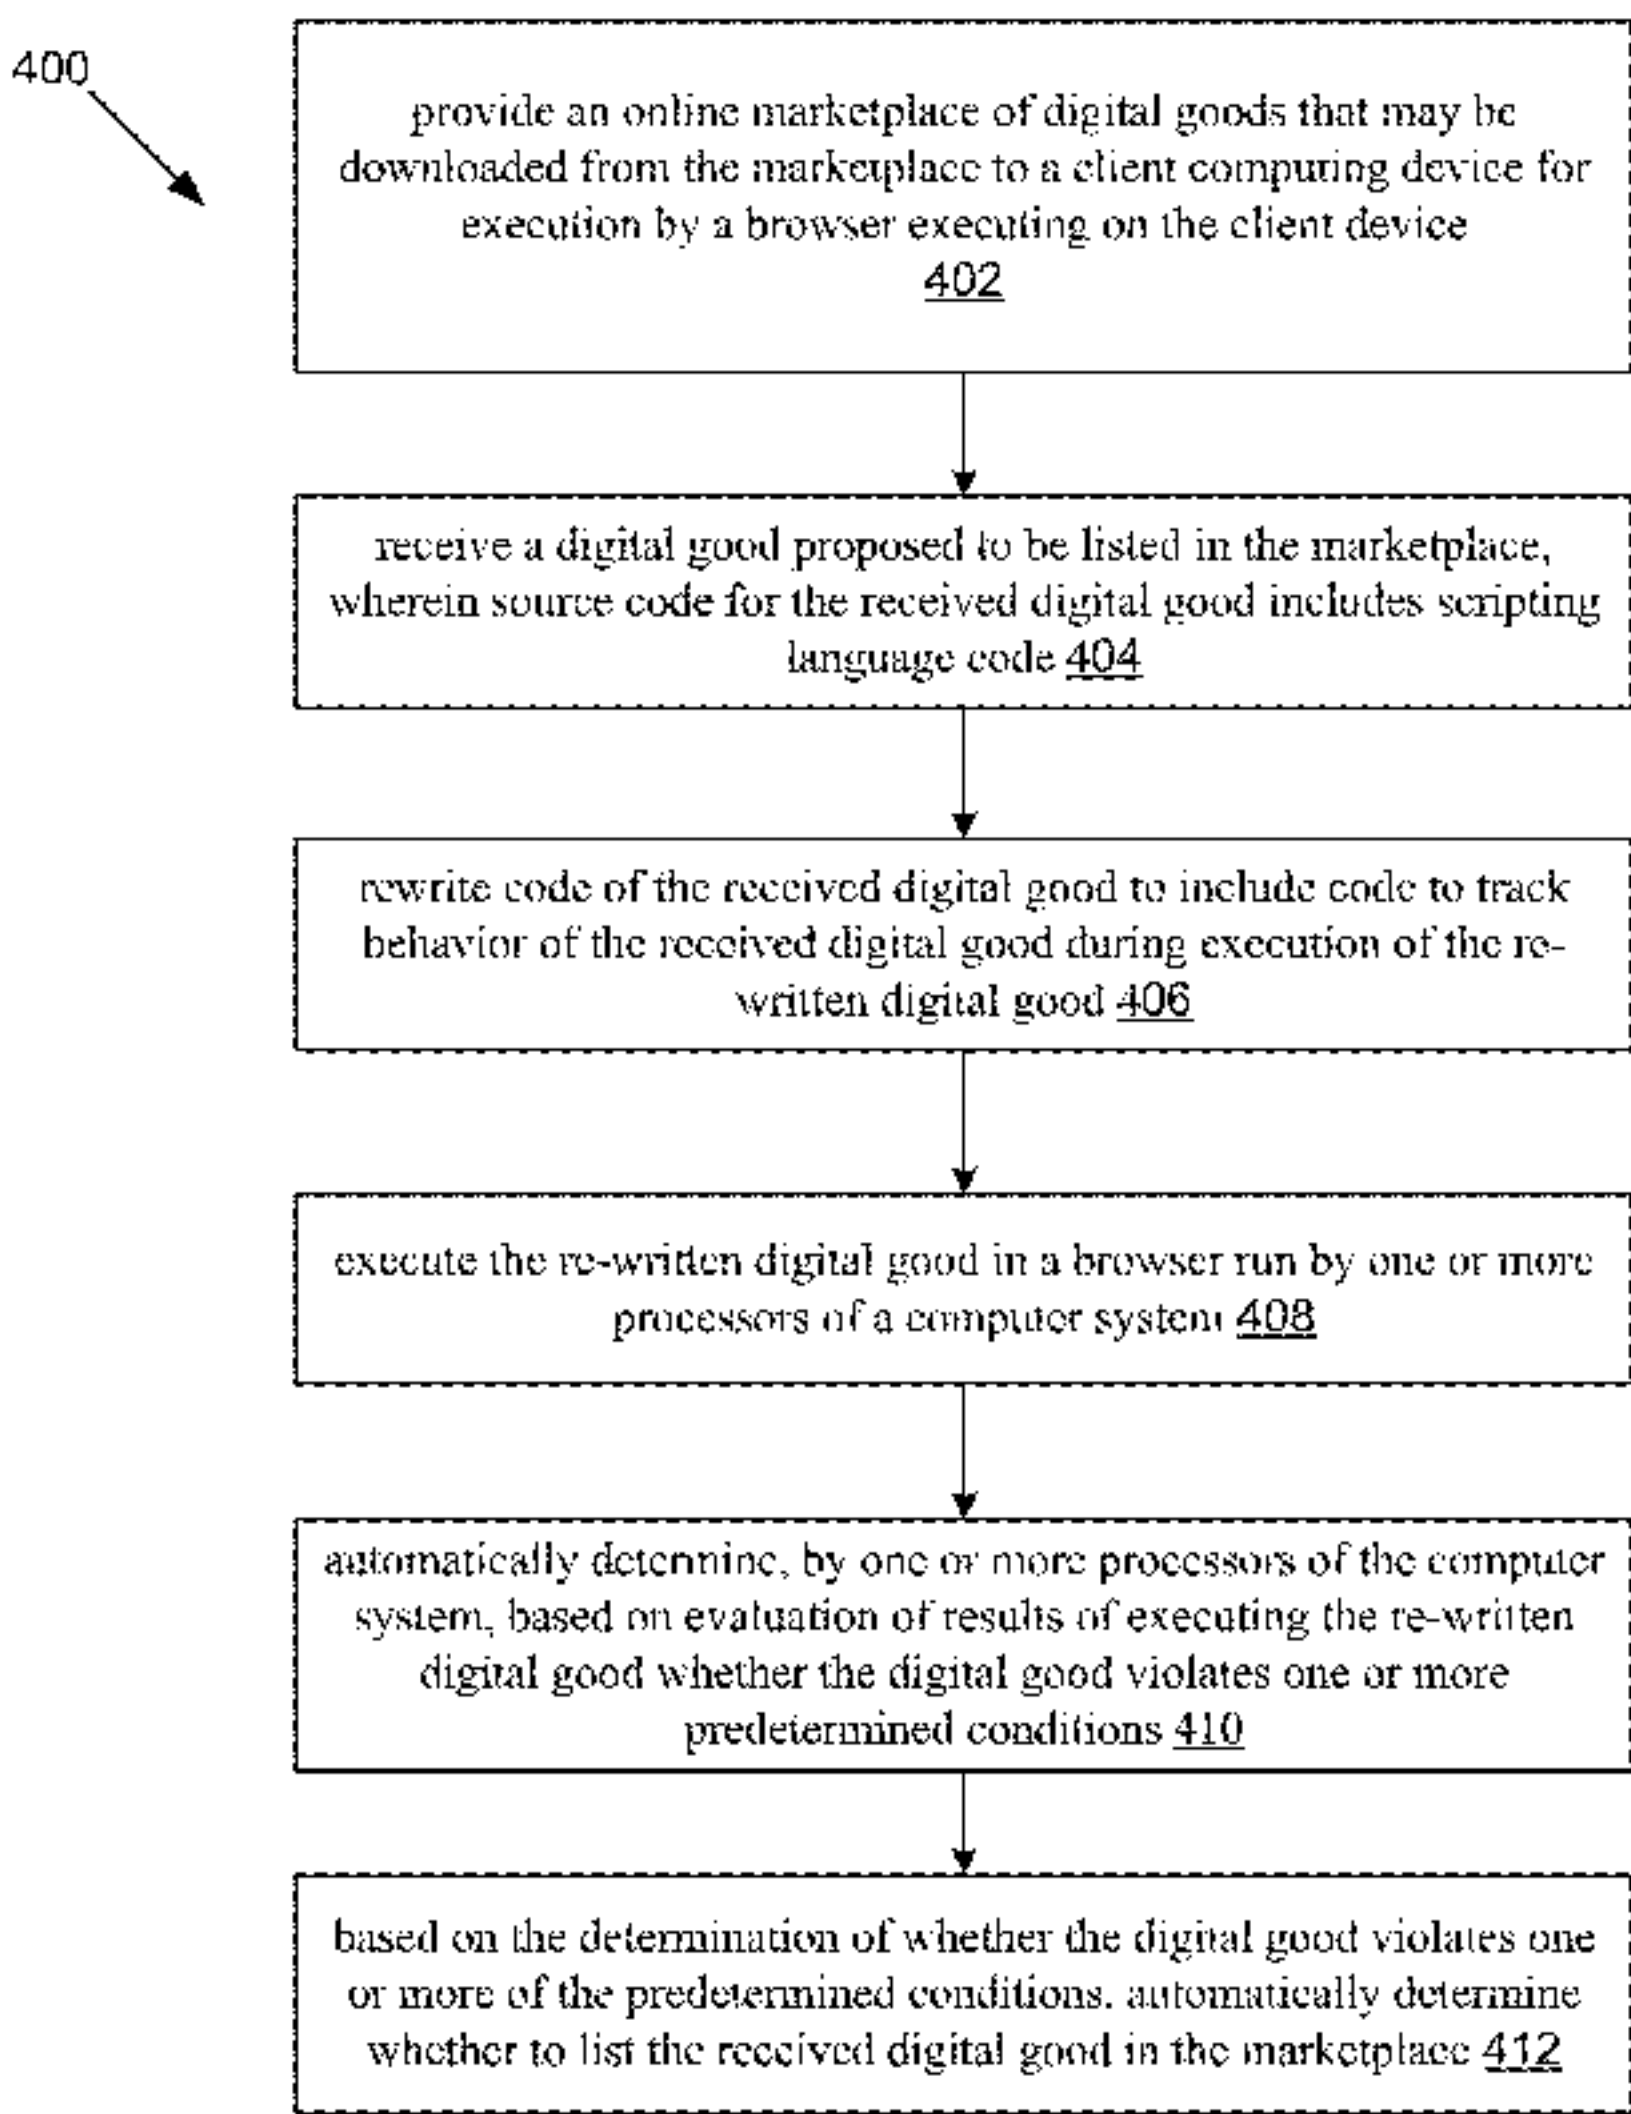 400
provide an online marketplace of digital goods that may be
downloaded from the marketplace to a client computing device for
execution by a browser executing on the client device
402
receive a digital good proposed to be listed in the marketplace,
wherein source code for the received digital good includes scripting
language code 404
rewrite code of the received digital good to include code to track
behavior of the received digital good during execution of the re-
written digital good 406
execute the re-written digital good in a browser run by one or more
processors of a computer system 408
automatically determine, by one or more processors of the computer
system, based on evaluation of results of executing the re-written
digital good whether the digital good violates one or more
predetermined conditions 410
based on the determination of whether the digital good violates one
or more of the predetermined conditions. automatically determine
whether to list the received digital good in the marketplace 412